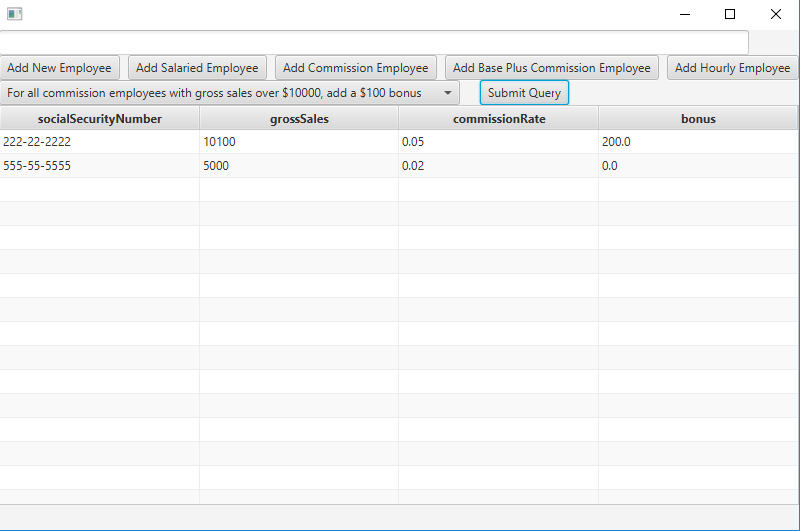 Add New Employee Add Salaried Employee Add Commission Employee Add Base Plus Commission Employee Add Hourly Employee
For all commission employees with gross sales over $10000, add a $100 bonus Submit Query
socialSecurityNumber grossSales commissionRate bonus
222-22-2222 10100 0.05 200.0
555-55-5555 5000 0.02 0.0